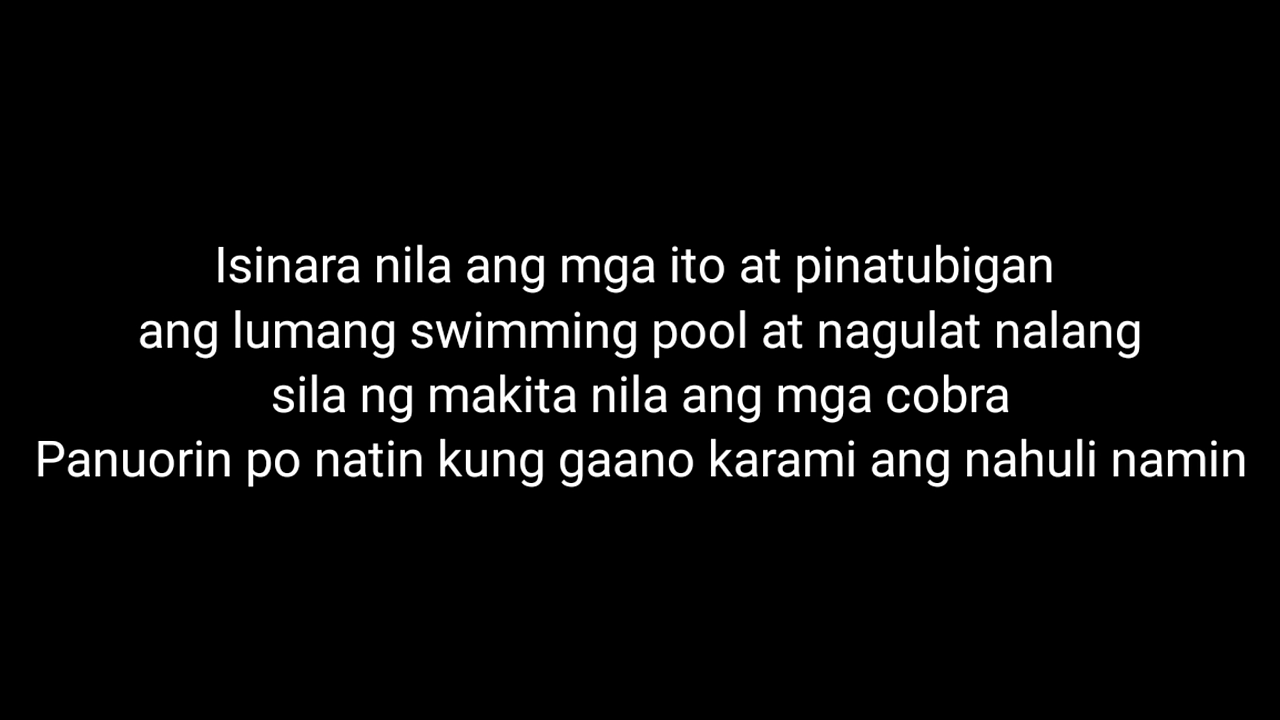 Isinara nila ang mga ito at pinatubigan
ang lumang swimming pool at nagulat nalang
sila ng makita nila ang mga cobra
Panuorin po natin kung gaano karami ang nahuli namin